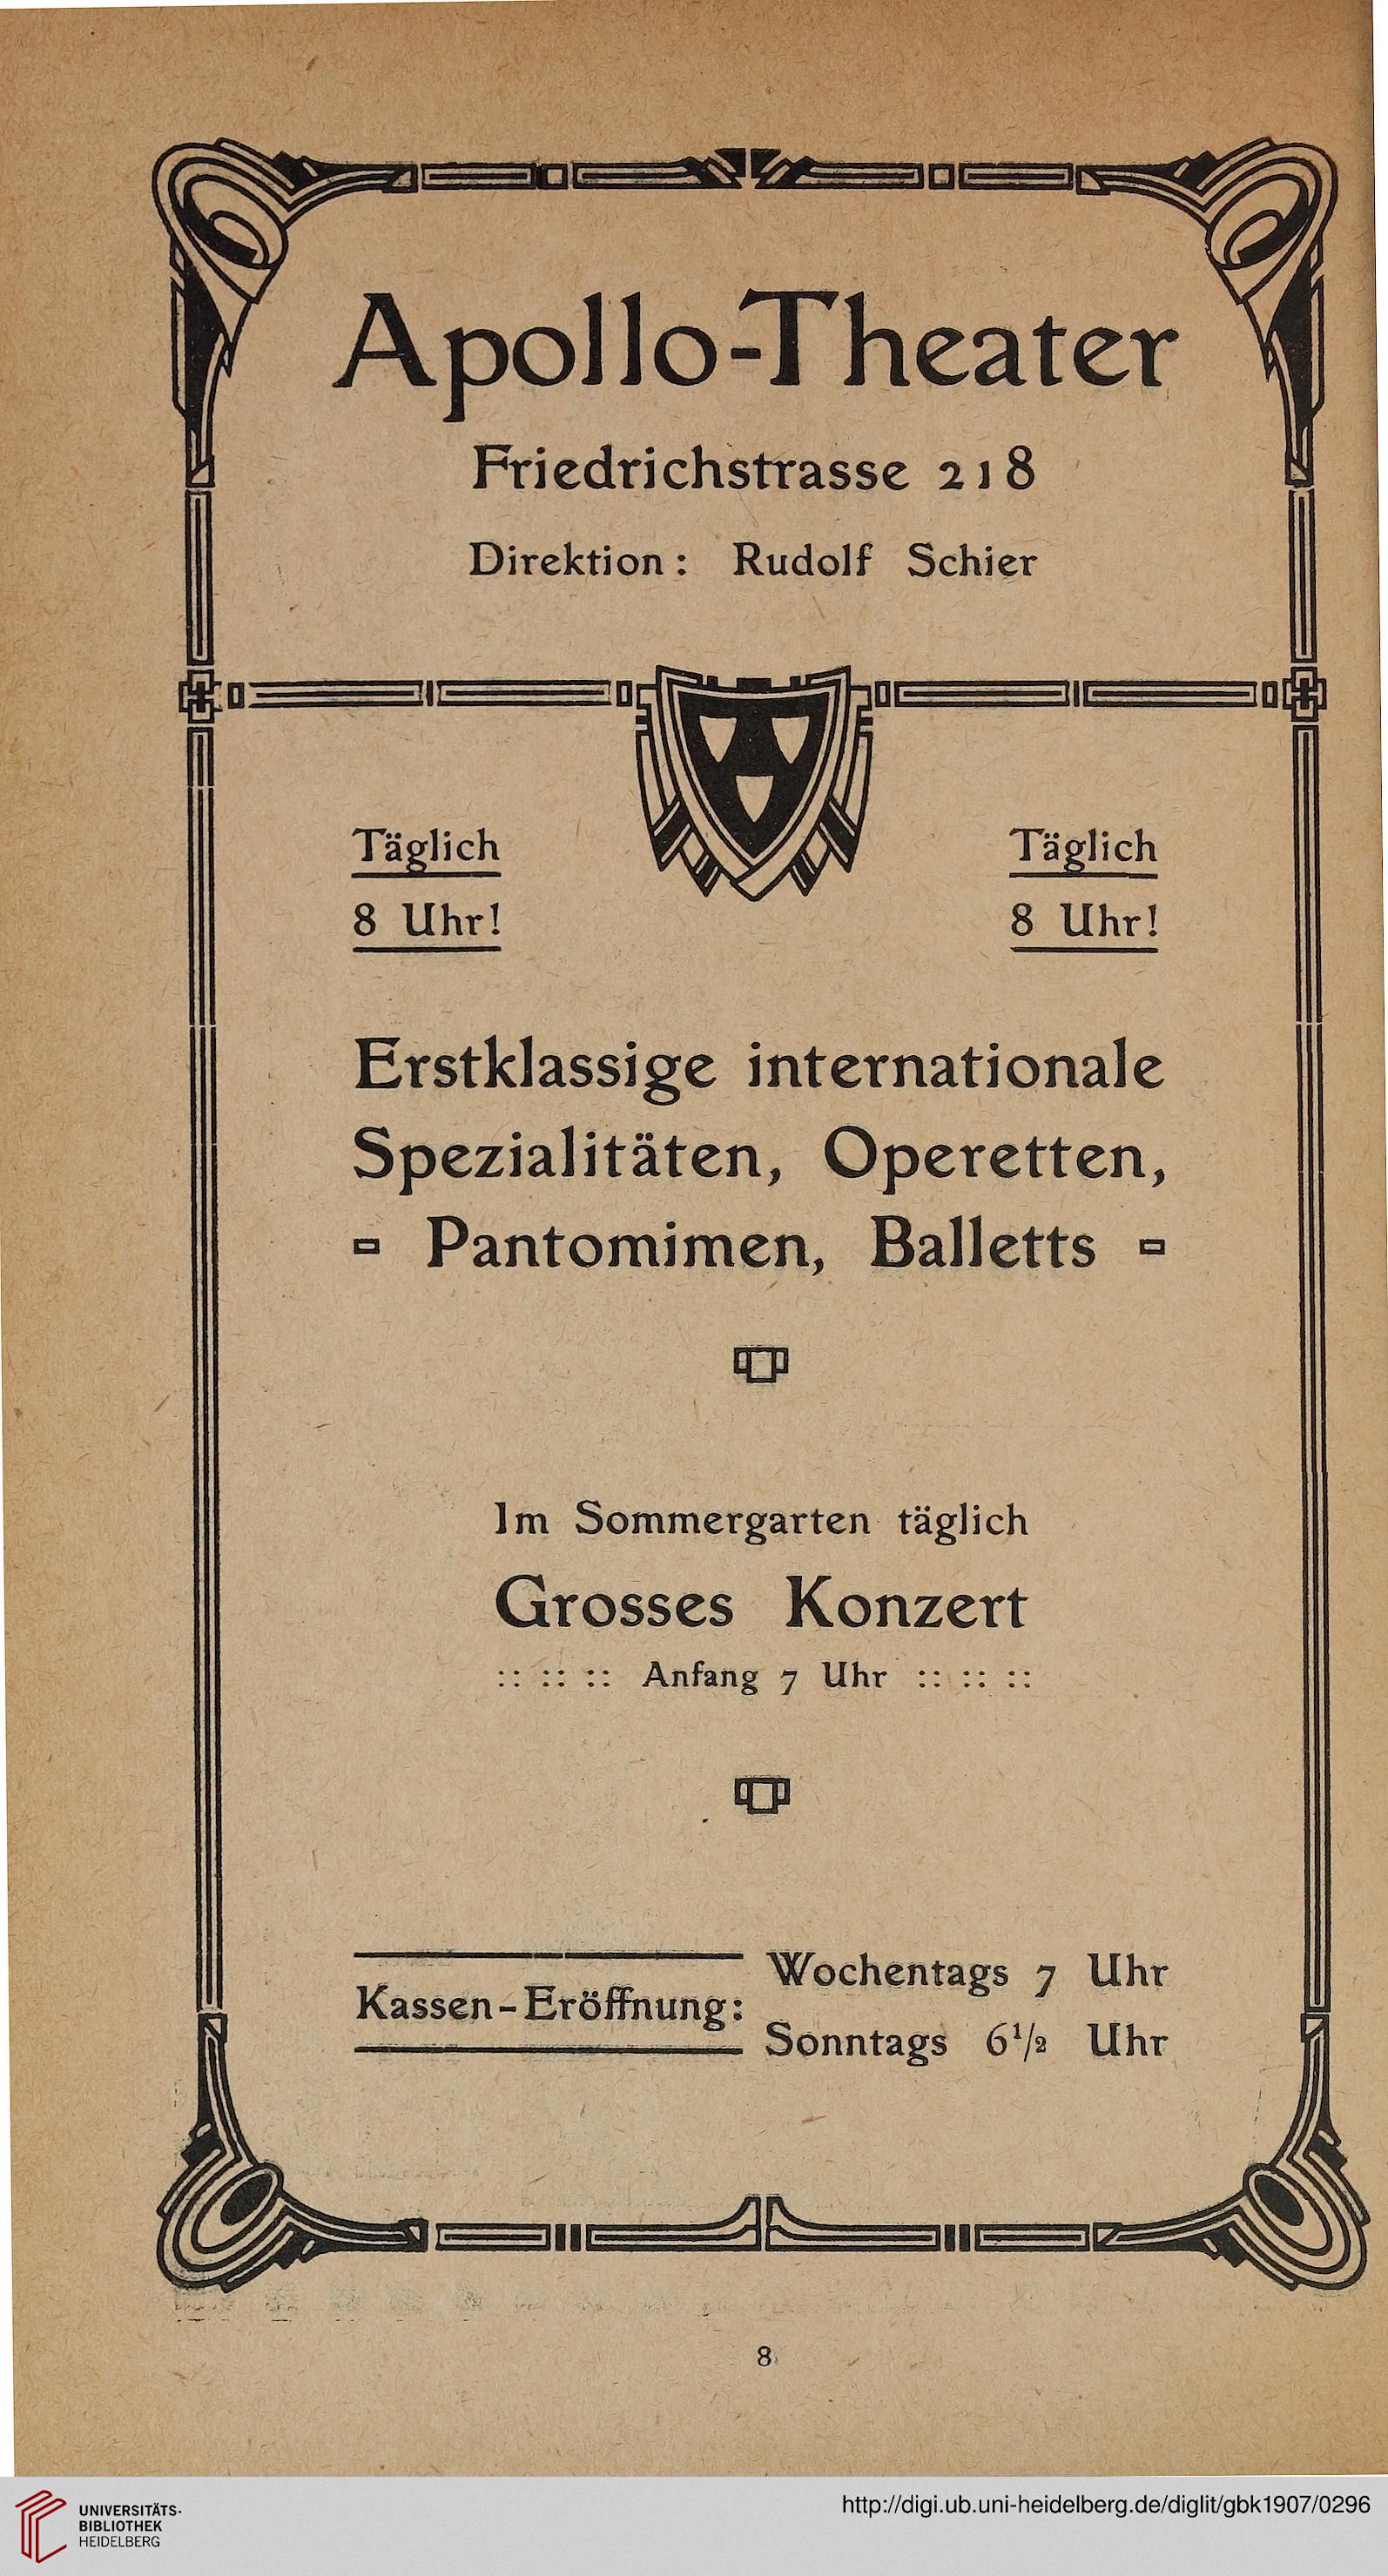 Apollo-Theater
Friedrichstrasse 218
Direktion: Rudolf Schier
Täglich Täglich
8 Uhr! 8 Uhr!
Erstklassige internationale
Spezialitäten, Operetten,
Pantomimen, Balletts
Im Sommergarten täglich
Grosses Konzert
:: :: :: Anfang 7 Uhr :: :: ::
Wochentags 7 Uhr
Kassen-Eröffnung:
Sonntags 6 1/2 Uhr
8
UNIVERSITÄTS-
BIBLIOTHEK
HEIDELBERG
http://digi.ub.uni-heidelberg.de/diglit/gbk1907/0296